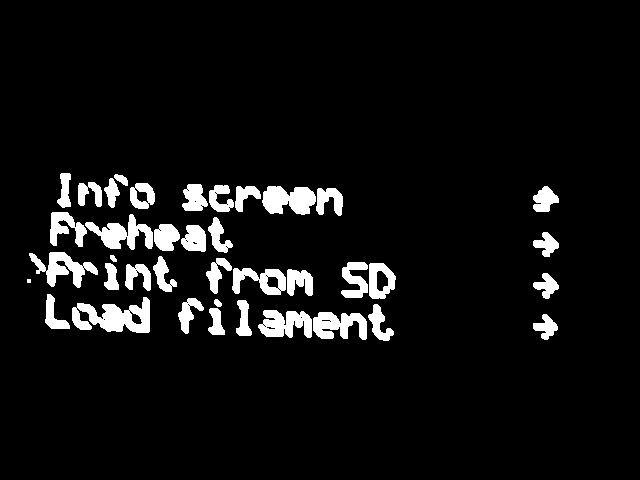 Info screen →
Preheat →
>Print from SD →
Load filament →